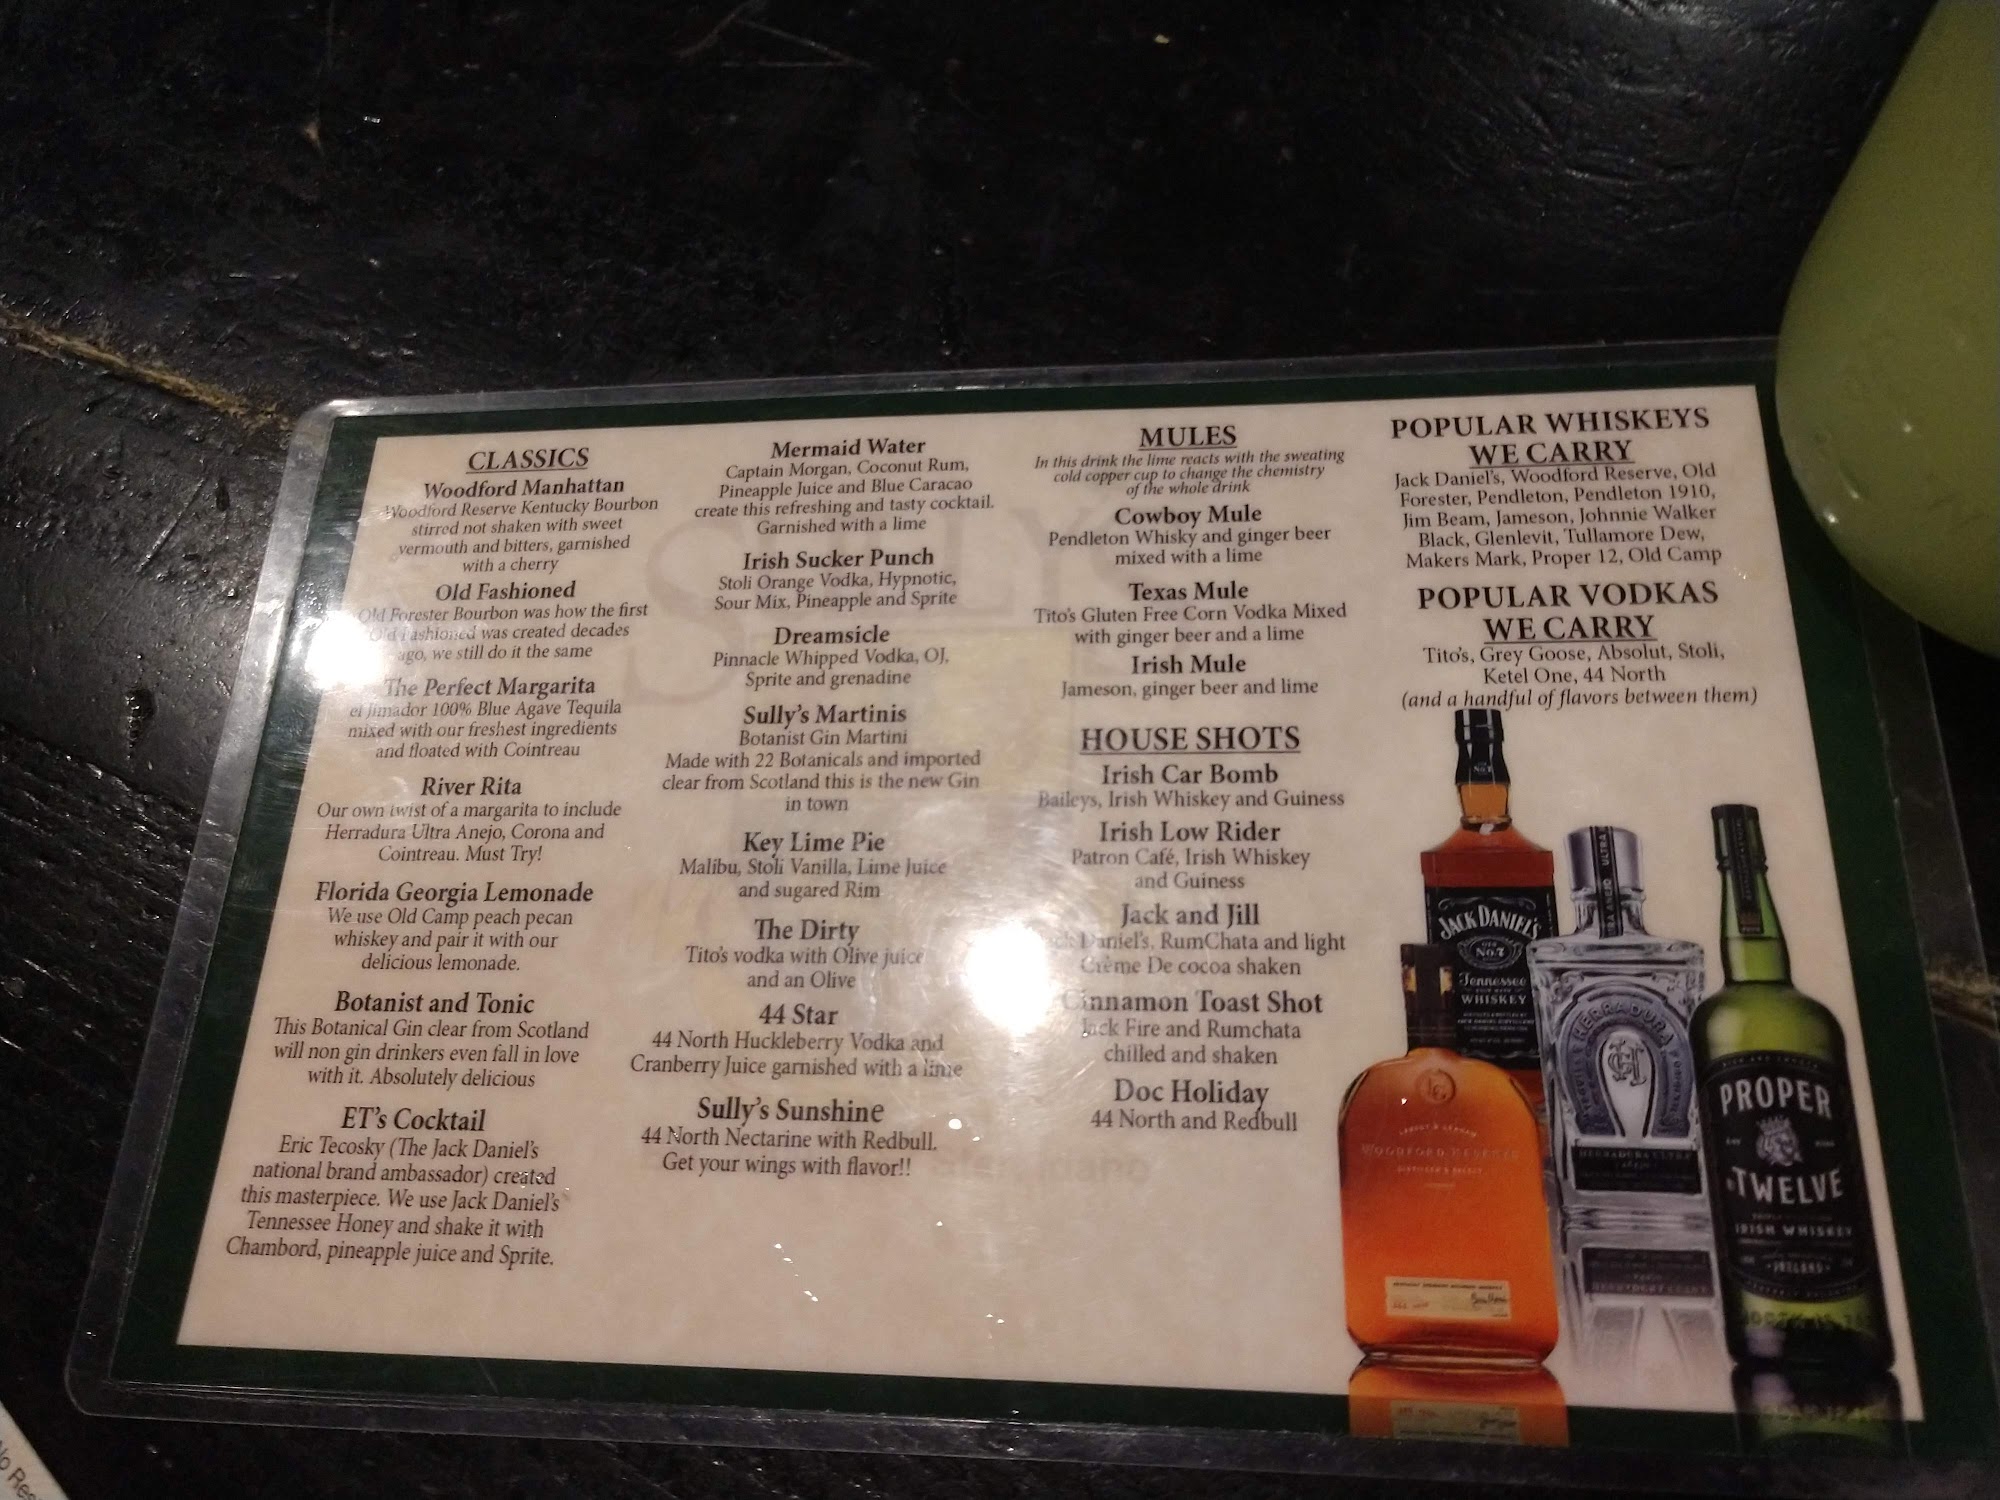 CLASSICS
Woodford Manhattan
Woodford Reserve Kentucky Bourbon
stirred not shaken with sweet
vermouth and bitters, garnished
with a cherry
Old Fashioned
Old Forester Bourbon was how the first
Old Fashioned was created decades
ago, we still do it the same
The Perfect Margarita
el Jimador 100% Blue Agave Tequila
mixed with our freshest ingredients
and floated with Cointreau
River Rita
Our own twist of a margarita to include
Herradura Ultra Anejo, Corona and
Cointreau. Must Try!
Florida Georgia Lemonade
We use Old Camp peach pecan
whiskey and pair it with our
delicious lemonade.
Botanist and Tonic
This Botanical Gin clear from Scotland
will non gin drinkers even fall in love
with it. Absolutely delicious
ET's Cocktail
Eric Tecosky (The Jack Daniel's
national brand ambassador) created
this masterpiece. We use Jack Daniel's
Tennessee Honey and shake it with
Chambord, pineapple juice and Sprite.
Mermaid Water
Captain Morgan, Coconut Rum,
Pineapple Juice and Blue Caracao
create this refreshing and tasty cocktail.
Garnished with a lime
Irish Sucker Punch
Stoli Orange Vodka, Hypnotic,
Sour Mix, Pineapple and Sprite
Dreamsicle
Pinnacle Whipped Vodka, OJ,
Sprite and grenadine
Sully's Martinis
Botanist Gin Martini
Made with 22 Botanicals and imported
clear from Scotland this is the new Gin
in town
Key Lime Pie
Malibu, Stoli Vanilla, Lime Juice
and sugared Rim
The Dirty
Tito's vodka with Olive juice
and an Olive
44 Star
44 North Huckleberry Vodka and
Cranberry Juice garnished with a lime
Sully's Sunshine
44 North Nectarine with Redbull.
Get your wings with flavor!!
MULES
In this drink the lime reacts with the sweating
cold copper cup to change the chemistry
of the whole drink
Cowboy Mule
Pendleton Whisky and ginger beer
mixed with a lime
Texas Mule
Tito's Gluten Free Corn Vodka Mixed
with ginger beer and a lime
Irish Mule
Jameson, ginger beer and lime
HOUSE SHOTS
Irish Car Bomb
Baileys, Irish Whiskey and Guiness
Irish Low Rider
Patron Café, Irish Whiskey
and Guiness
Jack and Jill
Jack Daniel's, RumChata and light
Crème De cocoa shaken
Cinnamon Toast Shot
Jack Fire and Rumchata
chilled and shaken
Doc Holiday
44 North and Redbull
POPULAR WHISKEYS
WE CARRY
Jack Daniel's, Woodford Reserve, Old
Forester, Pendleton, Pendleton 1910,
Jim Beam, Jameson, Johnnie Walker
Black, Glenlevit, Tullamore Dew,
Makers Mark, Proper 12, Old Camp
POPULAR VODKAS
WE CARRY
Tito's, Grey Goose, Absolut, Stoli,
Ketel One, 44 North
(and a handful of flavors between them)
JACK DANIEL'S
OLD
No. 7
Tennessee
WHISKEY
WOODFORD RESERVE
ULTRA
HERRADURA
PROPER
TWELVE
IRISH WHISKEY
IRELAND